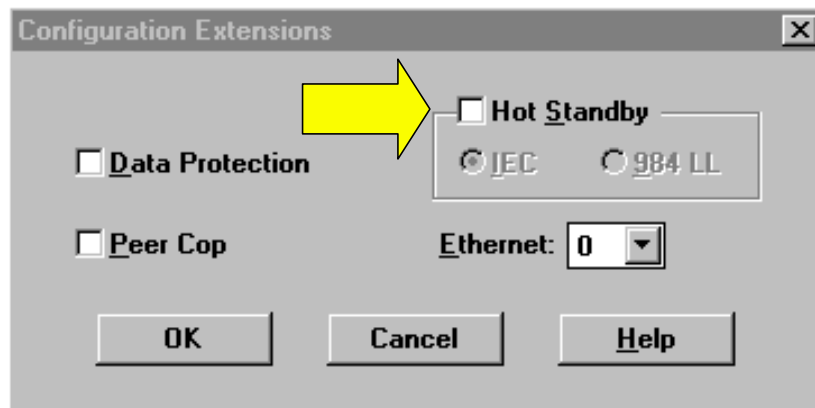 Configuration Extensions
Hot Standby
Data Protection
IEC 984 LL
Peer Cop Ethernet: 0
OK Cancel Help